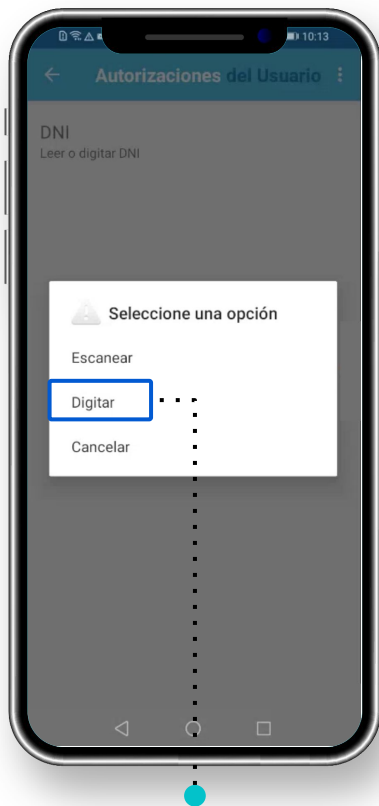 10:13
Autorizaciones del Usuario
DNI
Leer o digitar DNI
Seleccione una opción
Escanear
Digitar
Cancelar